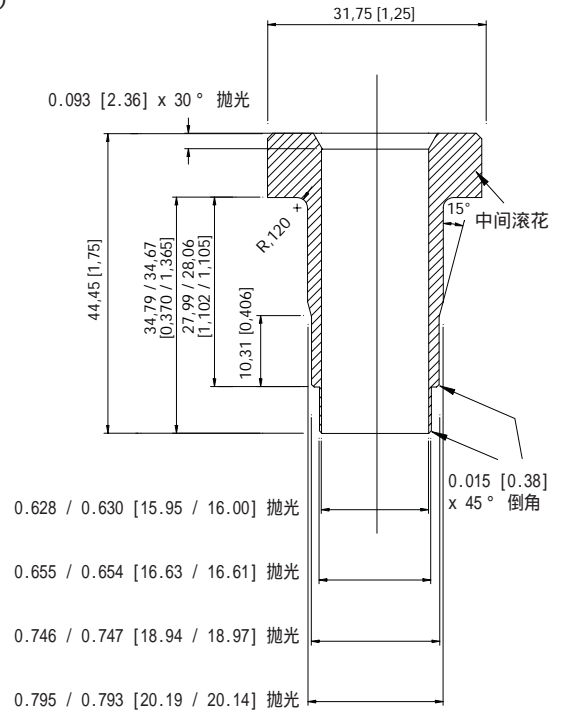 31,75 [1,25]
0.093 [2.36] x 30° 抛光
R,120
15°
中间滚花
44,45 [1,75]
34,79 / 34,67
[0,370 / 1,365]
27,99 / 28,06
[1,102 / 1,105]
10,31 [0,406]
0.015 [0.38]
x 45° 倒角
0.628 / 0.630 [15.95 / 16.00] 抛光
0.655 / 0.654 [16.63 / 16.61] 抛光
0.746 / 0.747 [18.94 / 18.97] 抛光
0.795 / 0.793 [20.19 / 20.14] 抛光